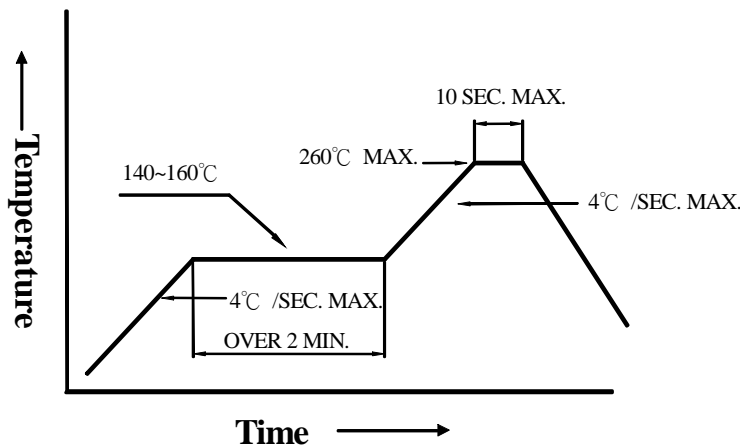 10 SEC. MAX.
260℃ MAX.
140~160℃
4℃ /SEC. MAX.
4℃ /SEC. MAX.
OVER 2 MIN.
Temperature
Time